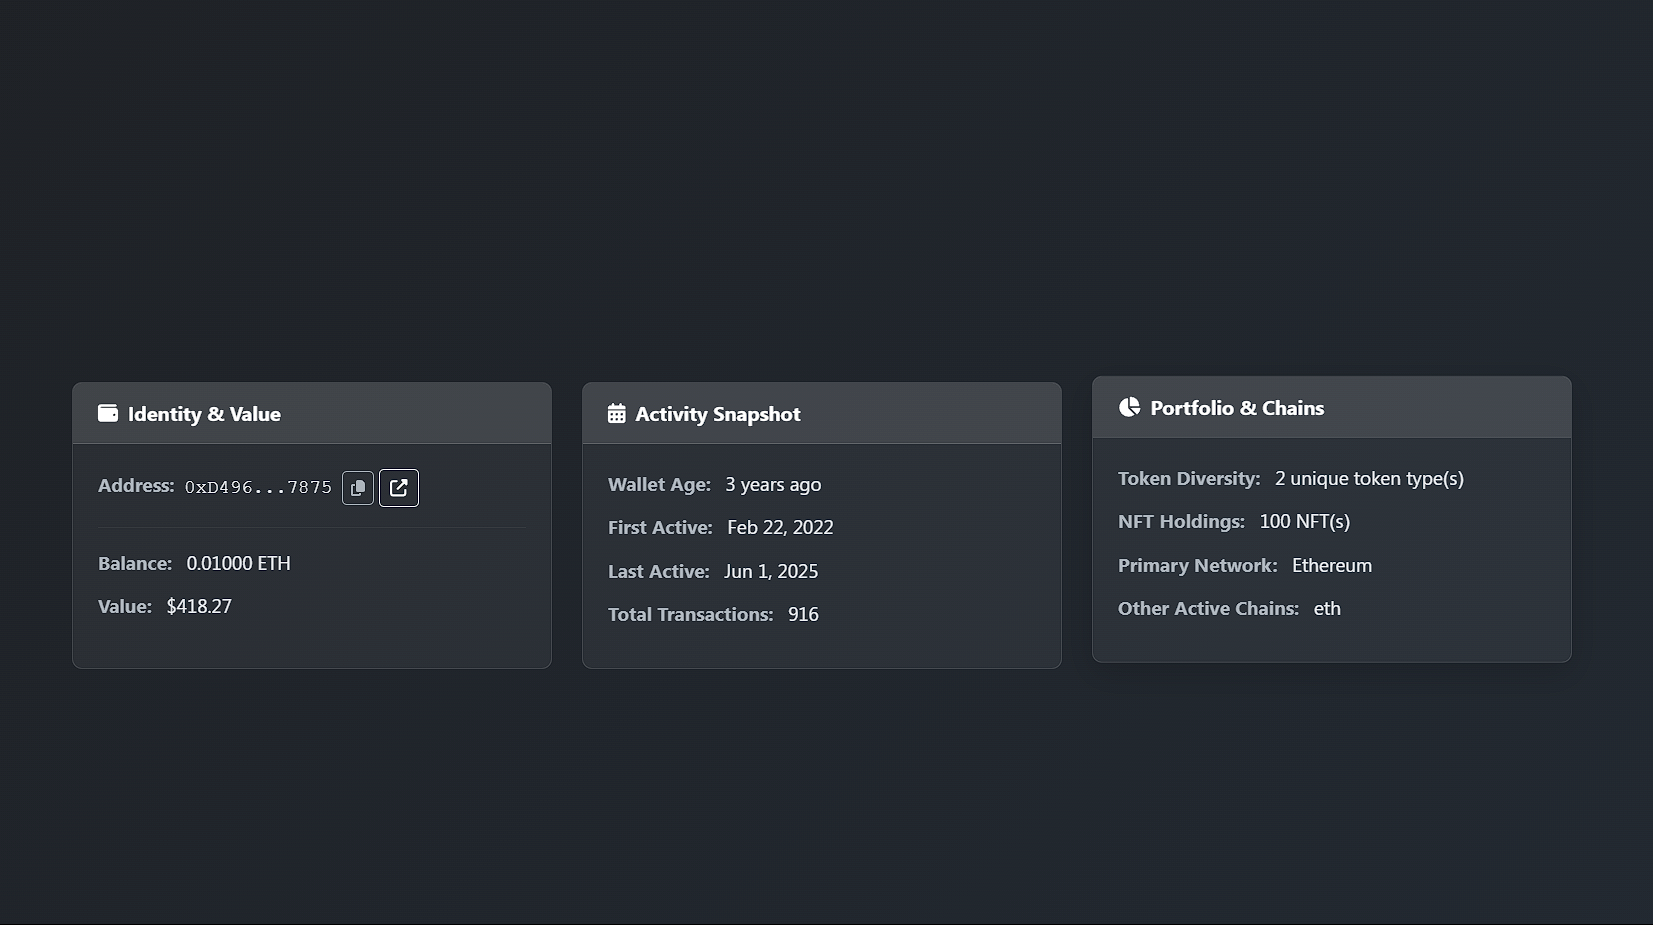 Identity & Value
Address: 0xD496...7875
Balance: 0.01000 ETH
Value: $418.27
Activity Snapshot
Wallet Age: 3 years ago
First Active: Feb 22, 2022
Last Active: Jun 1, 2025
Total Transactions: 916
Portfolio & Chains
Token Diversity: 2 unique token type(s)
NFT Holdings: 100 NFT(s)
Primary Network: Ethereum
Other Active Chains: eth